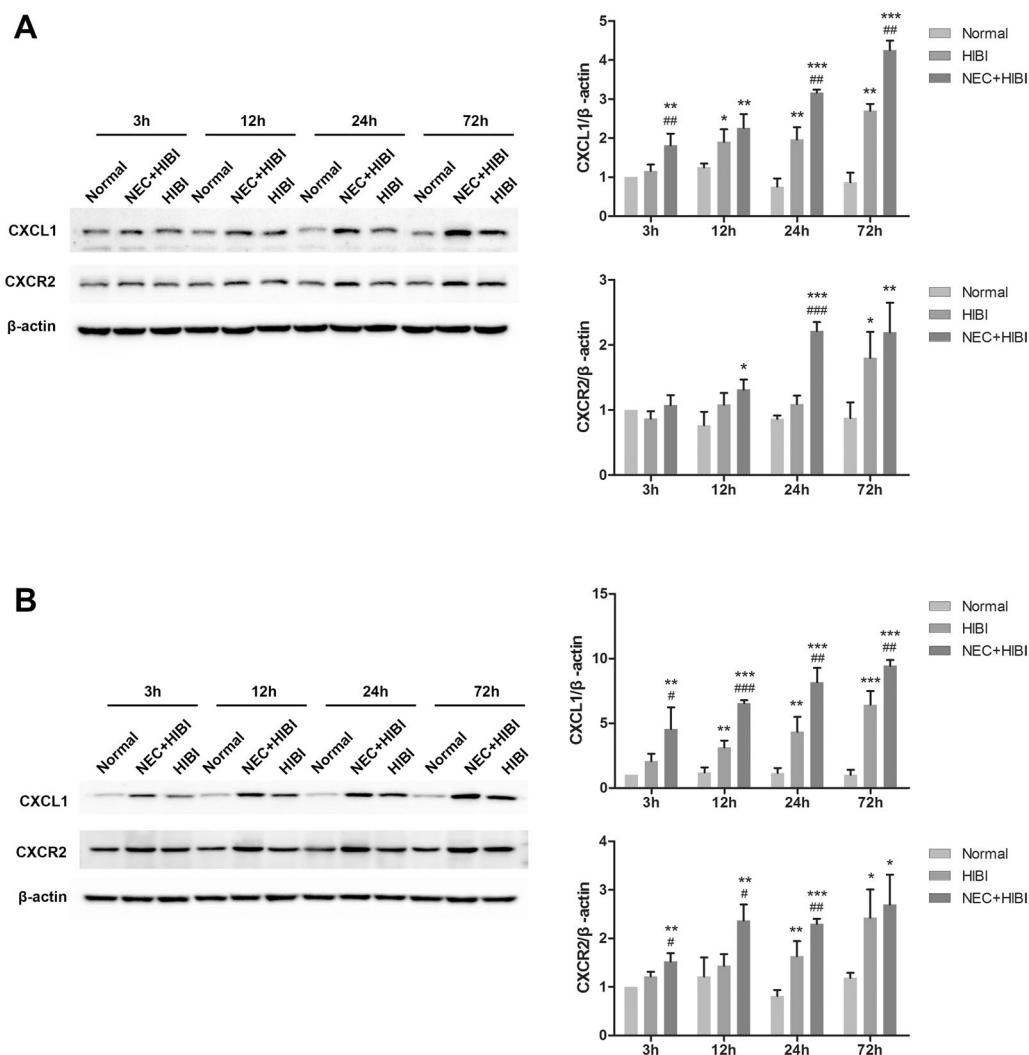 A
3h 12h 24h 72h
Normal NEC+HIBI HIBI Normal NEC+HIBI HIBI Normal NEC+HIBI HIBI Normal NEC+HIBI HIBI
CXCL1
CXCR2
β-actin
CXCL1/β -actin
5
4
3
2
1
0
** ## * ** ** *** ## ** *** ##
3h 12h 24h 72h
Normal
HIBI
NEC+HIBI
CXCR2/β -actin
3
2
1
0
* *** ### * **
3h 12h 24h 72h
Normal
HIBI
NEC+HIBI
B
3h 12h 24h 72h
Normal NEC+HIBI HIBI Normal NEC+HIBI HIBI Normal NEC+HIBI HIBI Normal NEC+HIBI HIBI
CXCL1
CXCR2
β-actin
CXCL1/β -actin
15
10
5
0
** # ** *** ### ** *** ## *** *** ##
3h 12h 24h 72h
Normal
HIBI
NEC+HIBI
CXCR2/β -actin
4
3
2
1
0
** # ** # ** *** ## * *
3h 12h 24h 72h
Normal
HIBI
NEC+HIBI